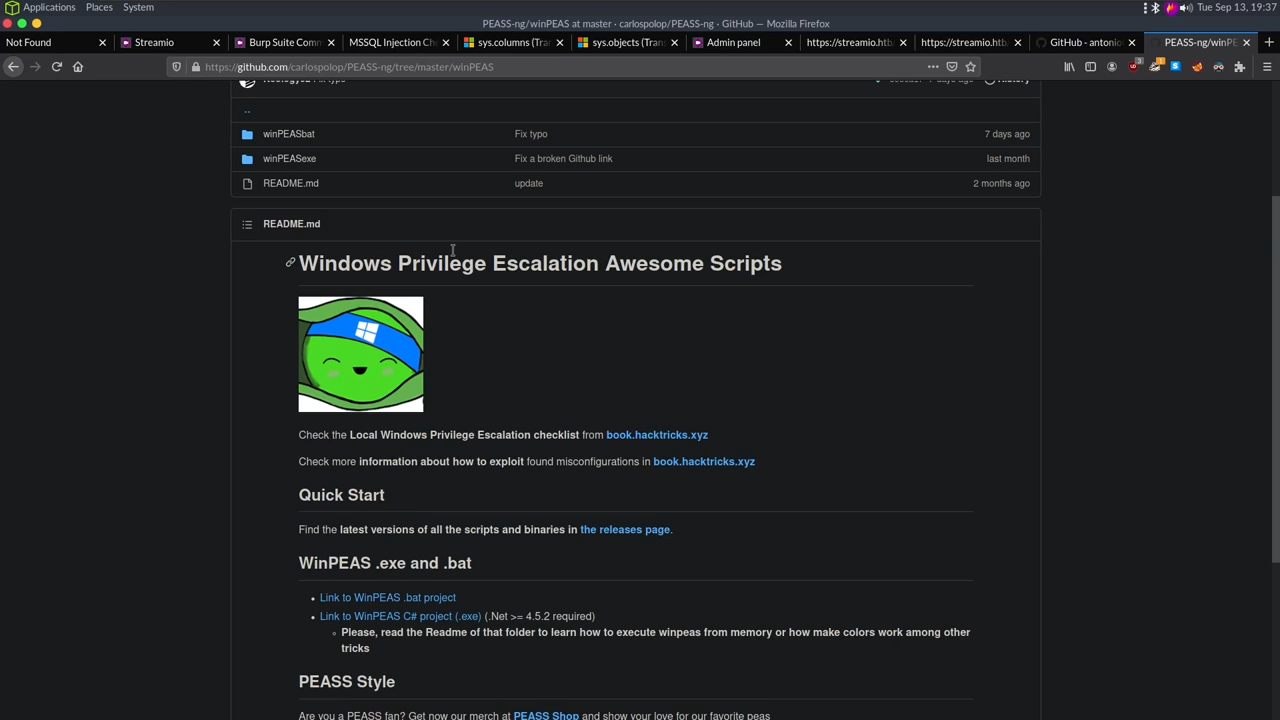 Applications Places System Tue Sep 13, 19:37
PEASS-ng/winPEAS at master · carlospolop/PEASS-ng · GitHub — Mozilla Firefox
Not Found Streamio Burp Suite Com MSSQL Injection Ch sys.columns (Tra sys.objects (Tran Admin panel https://streamio.htb https://streamio.htb GitHub - antonio PEASS-ng/winPE
https://github.com/carlospolop/PEASS-ng/tree/master/winPEAS
..
winPEASbat Fix typo 7 days ago
winPEASexe Fix a broken Github link last month
README.md update 2 months ago
README.md
Windows Privilege Escalation Awesome Scripts
Check the Local Windows Privilege Escalation checklist from book.hacktricks.xyz
Check more information about how to exploit found misconfigurations in book.hacktricks.xyz
Quick Start
Find the latest versions of all the scripts and binaries in the releases page.
WinPEAS .exe and .bat
Link to WinPEAS .bat project
Link to WinPEAS C# project (.exe) (.Net >= 4.5.2 required)
Please, read the Readme of that folder to learn how to execute winpeas from memory or how make colors work among other
tricks
PEASS Style
Are you a PEASS fan? Get now our merch at PEASS Shop and show your love for our favorite peas